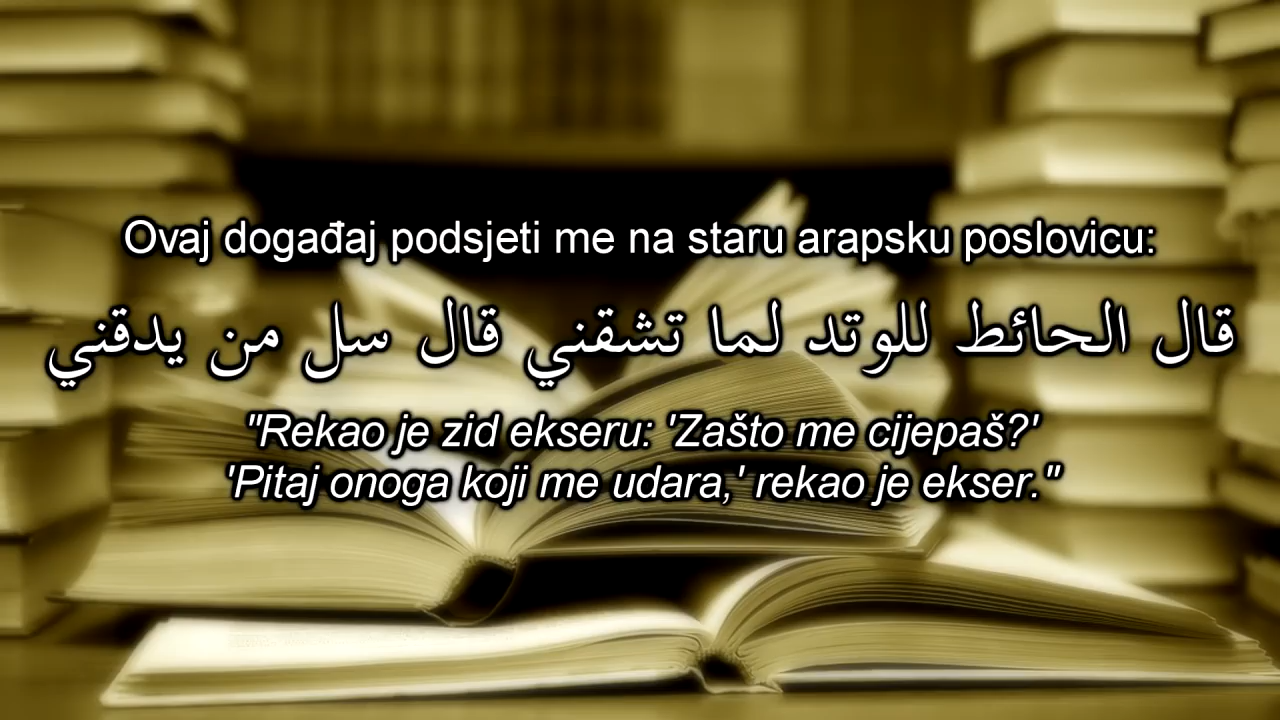 Ovaj događaj podsjeti me na staru arapsku poslovicu:
قال الحائط للوتد لما تشقني قال سل من يدقني
"Rekao je zid ekseru: 'Zašto me cijepaš?'
'Pitaj onoga koji me udara,' rekao je ekser."